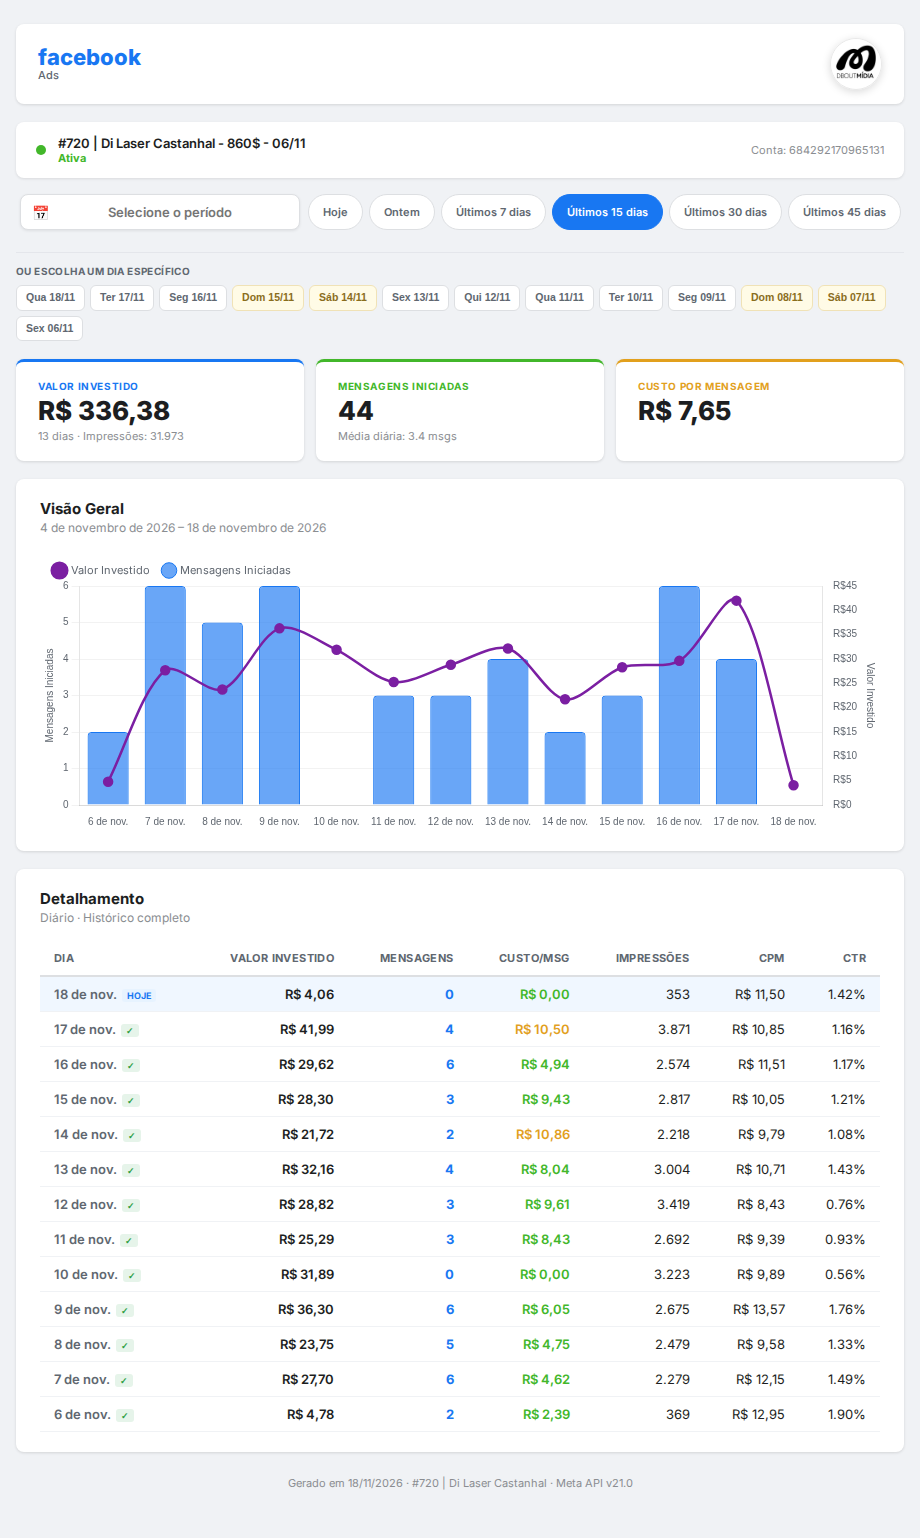 facebook
Ads
DBOUTMÍDIA
#720 | Di Laser Castanhal - 860$ - 06/11
Ativa
Conta: 684292170965131
Selecione o período
Hoje
Ontem
Últimos 7 dias
Últimos 15 dias
Últimos 30 dias
Últimos 45 dias
OU ESCOLHA UM DIA ESPECÍFICO
Qua 18/11
Ter 17/11
Seg 16/11
Dom 15/11
Sáb 14/11
Sex 13/11
Qui 12/11
Qua 11/11
Ter 10/11
Seg 09/11
Dom 08/11
Sáb 07/11
Sex 06/11
VALOR INVESTIDO
R$ 336,38
13 dias · Impressões: 31.973
MENSAGENS INICIADAS
44
Média diária: 3.4 msgs
CUSTO POR MENSAGEM
R$ 7,65
Visão Geral
4 de novembro de 2026 – 18 de novembro de 2026
Valor Investido
Mensagens Iniciadas
Mensagens Iniciadas
6
5
4
3
2
1
0
R$45
R$40
R$35
R$30
R$25
R$20
R$15
R$10
R$5
R$0
Valor Investido
6 de nov. 7 de nov. 8 de nov. 9 de nov. 10 de nov. 11 de nov. 12 de nov. 13 de nov. 14 de nov. 15 de nov. 16 de nov. 17 de nov. 18 de nov.
Detalhamento
Diário · Histórico completo
DIA VALOR INVESTIDO MENSAGENS CUSTO/MSG IMPRESSÕES CPM CTR
18 de nov. HOJE R$ 4,06 0 R$ 0,00 353 R$ 11,50 1.42%
17 de nov. ✓ R$ 41,99 4 R$ 10,50 3.871 R$ 10,85 1.16%
16 de nov. ✓ R$ 29,62 6 R$ 4,94 2.574 R$ 11,51 1.17%
15 de nov. ✓ R$ 28,30 3 R$ 9,43 2.817 R$ 10,05 1.21%
14 de nov. ✓ R$ 21,72 2 R$ 10,86 2.218 R$ 9,79 1.08%
13 de nov. ✓ R$ 32,16 4 R$ 8,04 3.004 R$ 10,71 1.43%
12 de nov. ✓ R$ 28,82 3 R$ 9,61 3.419 R$ 8,43 0.76%
11 de nov. ✓ R$ 25,29 3 R$ 8,43 2.692 R$ 9,39 0.93%
10 de nov. ✓ R$ 31,89 0 R$ 0,00 3.223 R$ 9,89 0.56%
9 de nov. ✓ R$ 36,30 6 R$ 6,05 2.675 R$ 13,57 1.76%
8 de nov. ✓ R$ 23,75 5 R$ 4,75 2.479 R$ 9,58 1.33%
7 de nov. ✓ R$ 27,70 6 R$ 4,62 2.279 R$ 12,15 1.49%
6 de nov. ✓ R$ 4,78 2 R$ 2,39 369 R$ 12,95 1.90%
Gerado em 18/11/2026 · #720 | Di Laser Castanhal · Meta API v21.0